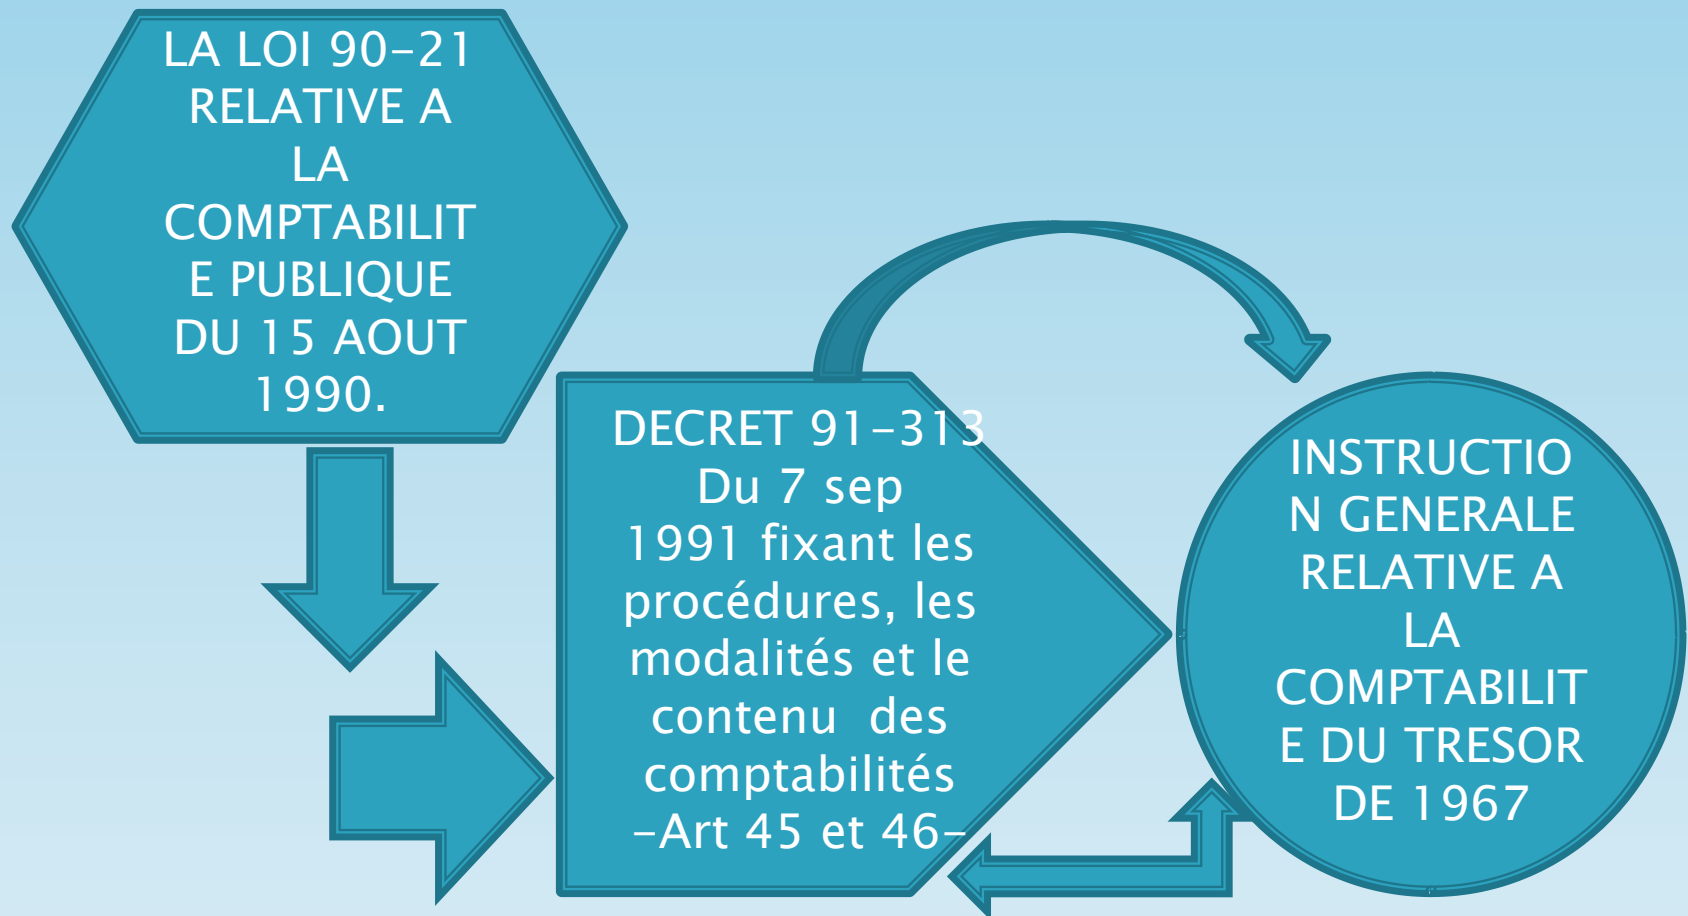 LA LOI 90-21
RELATIVE A
LA
COMPTABILIT
E PUBLIQUE
DU 15 AOUT
1990.
DECRET 91-313
Du 7 sep
1991 fixant les
procédures, les
modalités et le
contenu des
comptabilités
-Art 45 et 46-
INSTRUCTIO
N GENERALE
RELATIVE A
LA
COMPTABILIT
E DU TRESOR
DE 1967